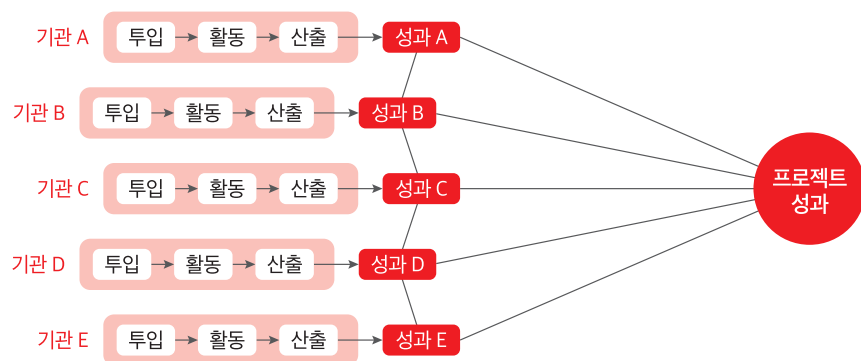 기관 A 투입 활동 산출 성과 A
기관 B 투입 활동 산출 성과 B
기관 C 투입 활동 산출 성과 C
기관 D 투입 활동 산출 성과 D
기관 E 투입 활동 산출 성과 E
프로젝트
성과